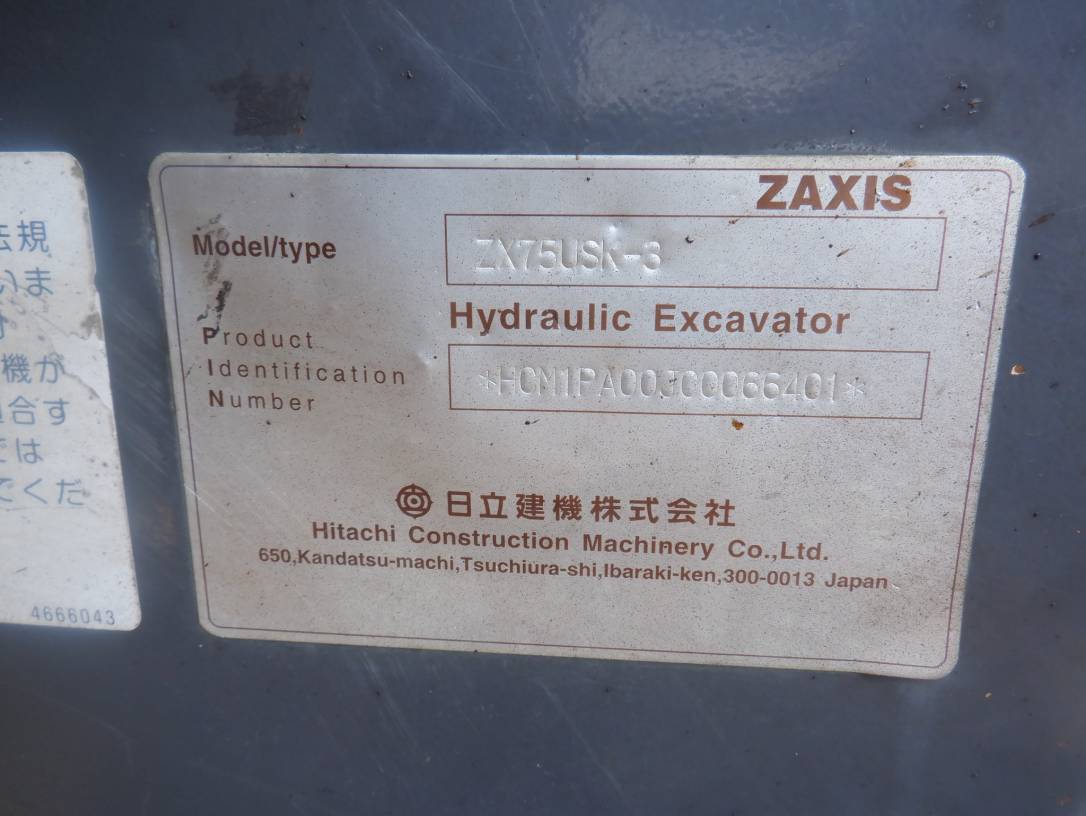 ZAXIS
Model/type
ZX75USK-3
Hydraulic Excavator
Product
Identification
Number
*HCM1PA00J00066401*
日立建機株式会社
Hitachi Construction Machinery Co.,Ltd.
650,Kandatsu-machi,Tsuchiura-shi,Ibaraki-ken,300-0013 Japan
法規
いま
機が
合す
では
でくだ
4666043